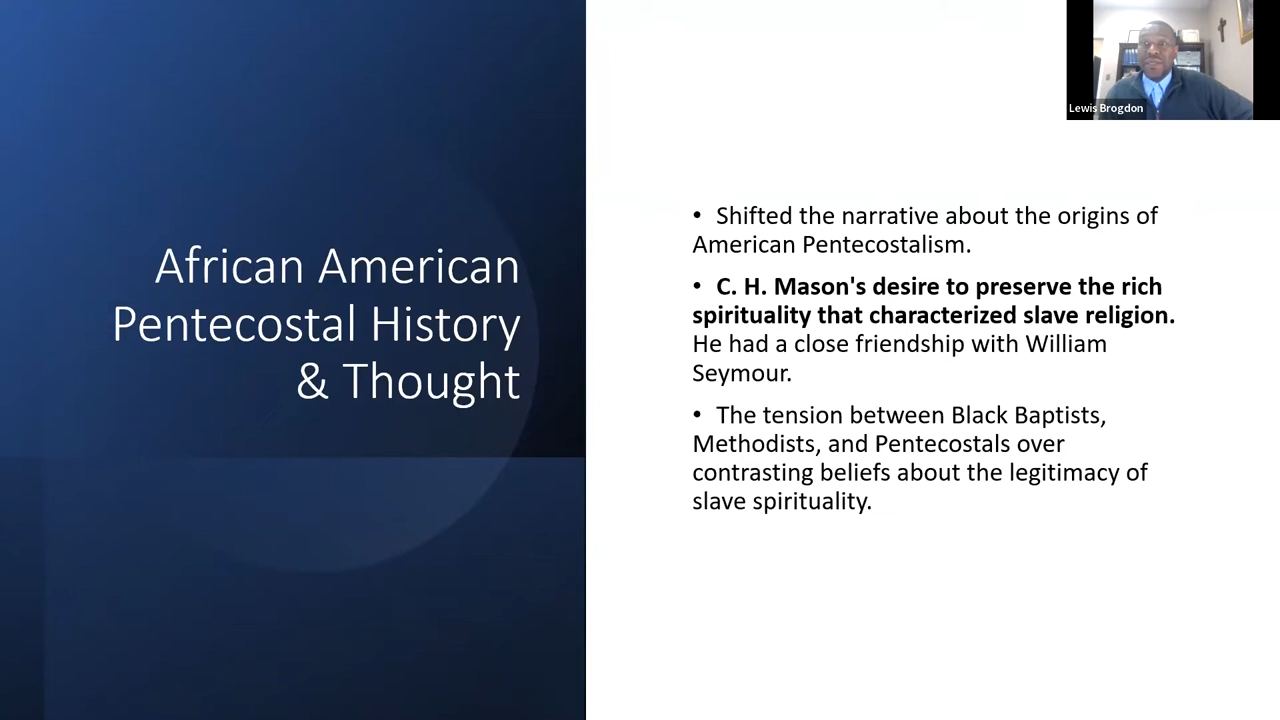 Lewis Brogdon
African American
Pentecostal History
& Thought
• Shifted the narrative about the origins of
American Pentecostalism.
• C. H. Mason's desire to preserve the rich
spirituality that characterized slave religion.
He had a close friendship with William
Seymour.
• The tension between Black Baptists,
Methodists, and Pentecostals over
contrasting beliefs about the legitimacy of
slave spirituality.